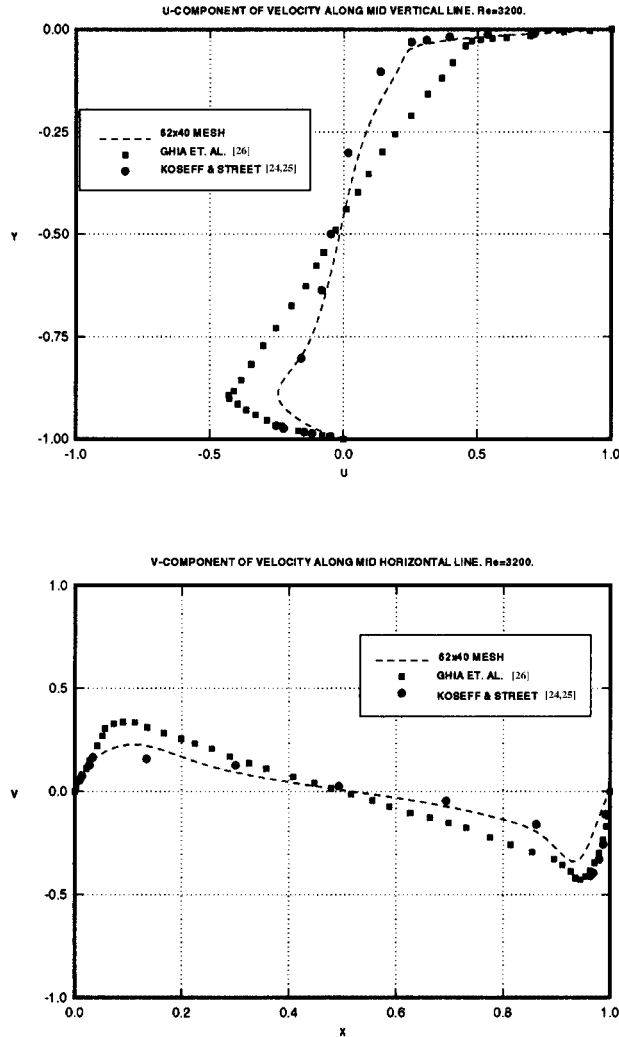 U-COMPONENT OF VELOCITY ALONG MID VERTICAL LINE. Re=3200.
0.00
-0.25
-0.50
-0.75
-1.00
Y
62x40 MESH
GHIA ET. AL. [26]
KOSEFF & STREET [24,25]
-1.0
-0.5
0.0
0.5
1.0
U
V-COMPONENT OF VELOCITY ALONG MID HORIZONTAL LINE. Re=3200.
1.0
0.5
0.0
-0.5
-1.0
V
62x40 MESH
GHIA ET. AL. [26]
KOSEFF & STREET [24,25]
0.0
0.2
0.4
0.6
0.8
1.0
X